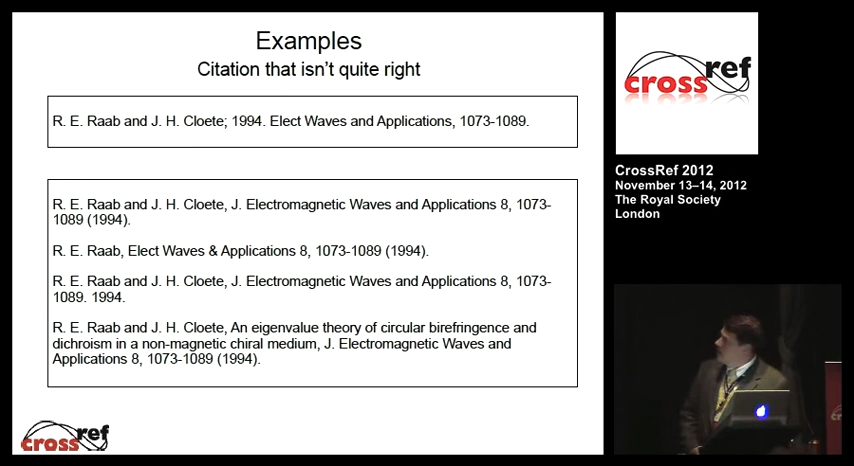 Examples
Citation that isn't quite right
R. E. Raab and J. H. Cloete; 1994. Elect Waves and Applications, 1073-1089.
R. E. Raab and J. H. Cloete, J. Electromagnetic Waves and Applications 8, 1073-
1089 (1994).
R. E. Raab, Elect Waves & Applications 8, 1073-1089 (1994).
R. E. Raab and J. H. Cloete, J. Electromagnetic Waves and Applications 8, 1073-
1089. 1994.
R. E. Raab and J. H. Cloete, An eigenvalue theory of circular birefringence and
dichroism in a non-magnetic chiral medium, J. Electromagnetic Waves and
Applications 8, 1073-1089 (1994).
crossref
crossref
CrossRef 2012
November 13–14, 2012
The Royal Society
London